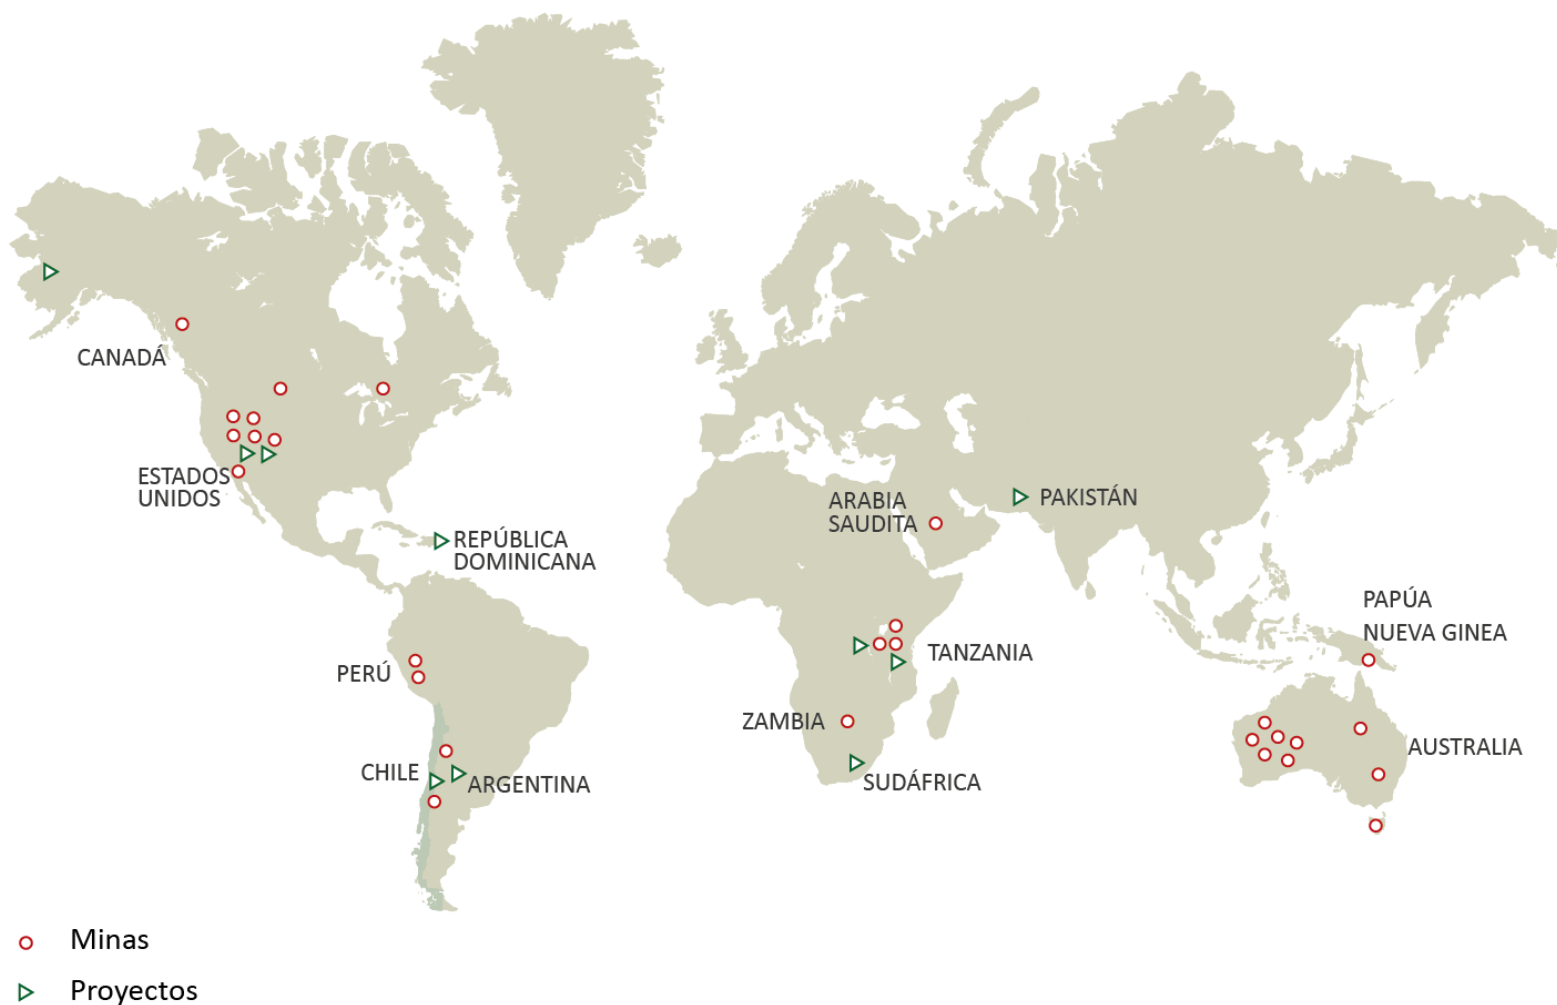 CANADÁ
ESTADOS
UNIDOS
REPÚBLICA
DOMINICANA
ARABIA
SAUDITA
PAKISTÁN
PAPÚA
NUEVA GINEA
PERÚ
TANZANIA
ZAMBIA
CHILE
ARGENTINA
SUDÁFRICA
AUSTRALIA
Minas
Proyectos